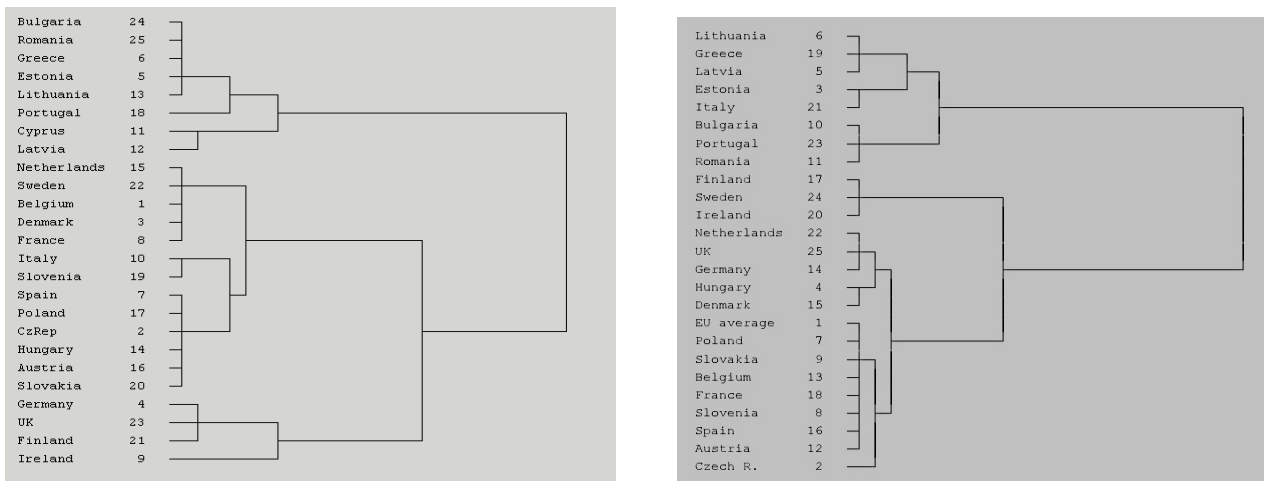 Bulgaria 24
Romania 25
Greece 6
Estonia 5
Lithuania 13
Portugal 18
Cyprus 11
Latvia 12
Netherlands 15
Sweden 22
Belgium 1
Denmark 3
France 8
Italy 10
Slovenia 19
Spain 7
Poland 17
CzRep 2
Hungary 14
Austria 16
Slovakia 20
Germany 4
UK 23
Finland 21
Ireland 9
Lithuania 6
Greece 19
Latvia 5
Estonia 3
Italy 21
Bulgaria 10
Portugal 23
Romania 11
Finland 17
Sweden 24
Ireland 20
Netherlands 22
UK 25
Germany 14
Hungary 4
Denmark 15
EU average 1
Poland 7
Slovakia 9
Belgium 13
France 18
Slovenia 8
Spain 16
Austria 12
Czech R. 2